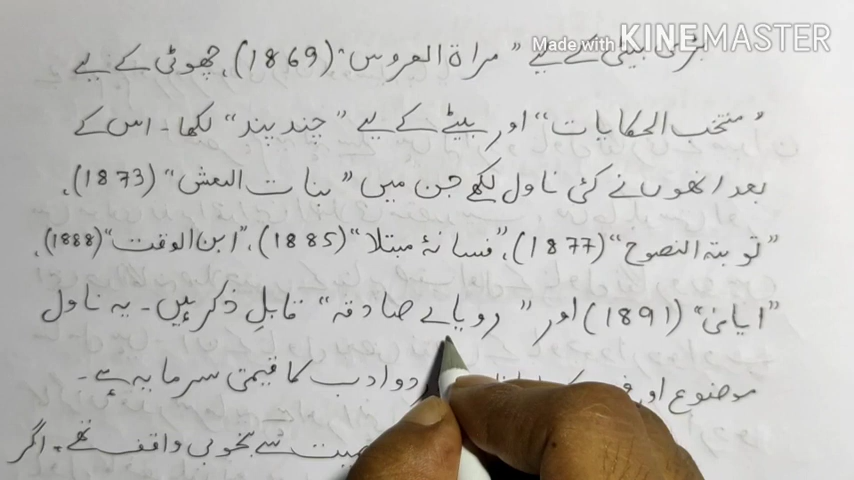 Made with KINEMASTER
بڑی بیٹی کے لیے "مراۃ العروس" (1869)، چھوٹی کے لیے
"منتخب الحکایات" اور بیٹے کے لیے "چند پند" لکھا۔ اس کے
بعد انھوں نے کئی ناول لکھے جن میں "بنات النعش" (1873)،
"توبتہ النصوح" (1877)، "فسانۂ مبتلا" (1885)، "ابن الوقت" (1888)،
"ایامیٰ" (1891) اور "رویائے صادقہ" قابلِ ذکر ہیں۔ یہ ناول
موضوع اور ادب کا قیمتی سرمایہ ہے۔
سے بخوبی واقف تھے۔ اگر